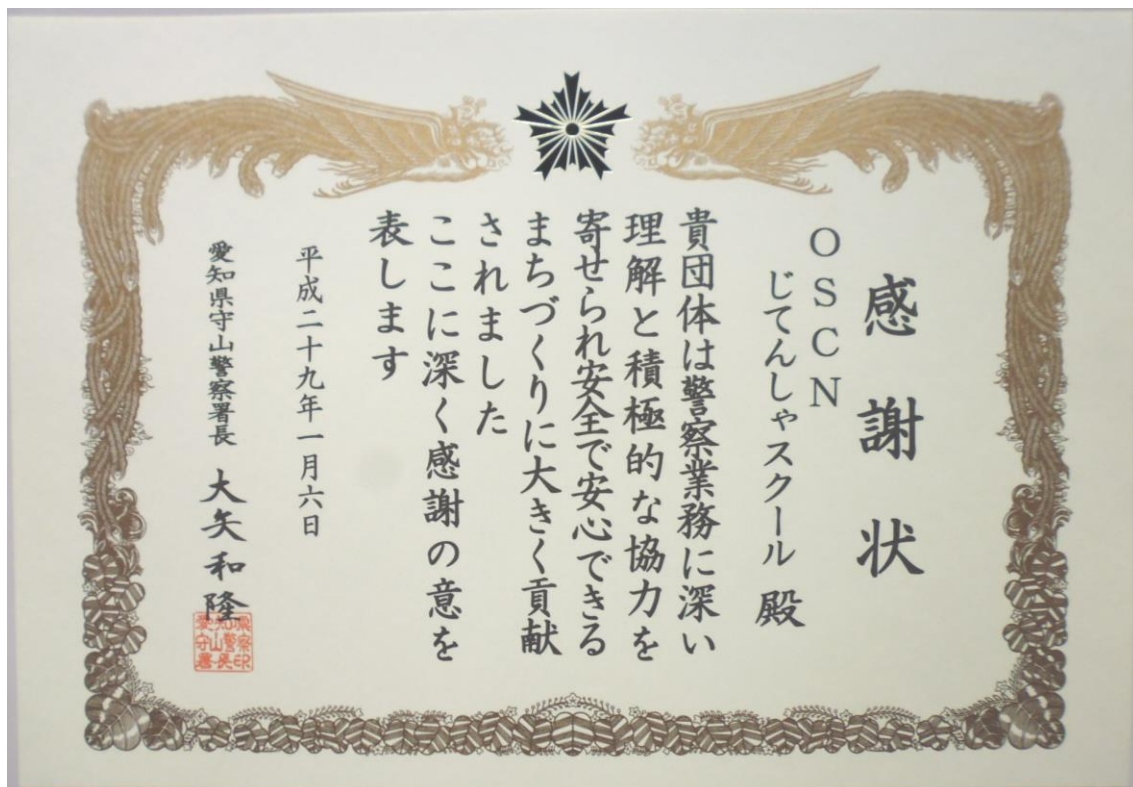 感謝状
OSCN
じてんしゃスクール 殿
貴団体は警察業務に深い
理解と積極的な協力を
寄せられ安全で安心できる
まちづくりに大きく貢献
されました
ここに深く感謝の意を
表します
平成二十九年一月六日
愛知県守山警察署長 大矢和隆